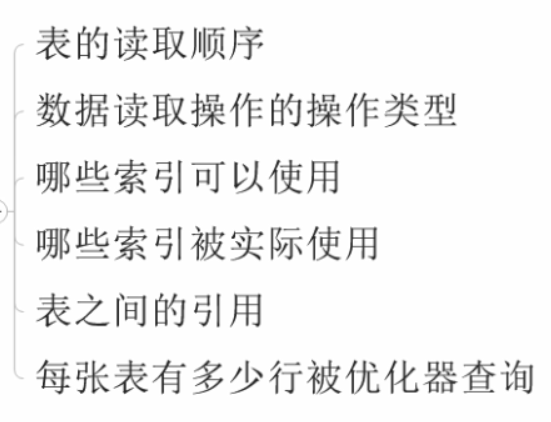 表的读取顺序
数据读取操作的操作类型
哪些索引可以使用
哪些索引被实际使用
表之间的引用
每张表有多少行被优化器查询